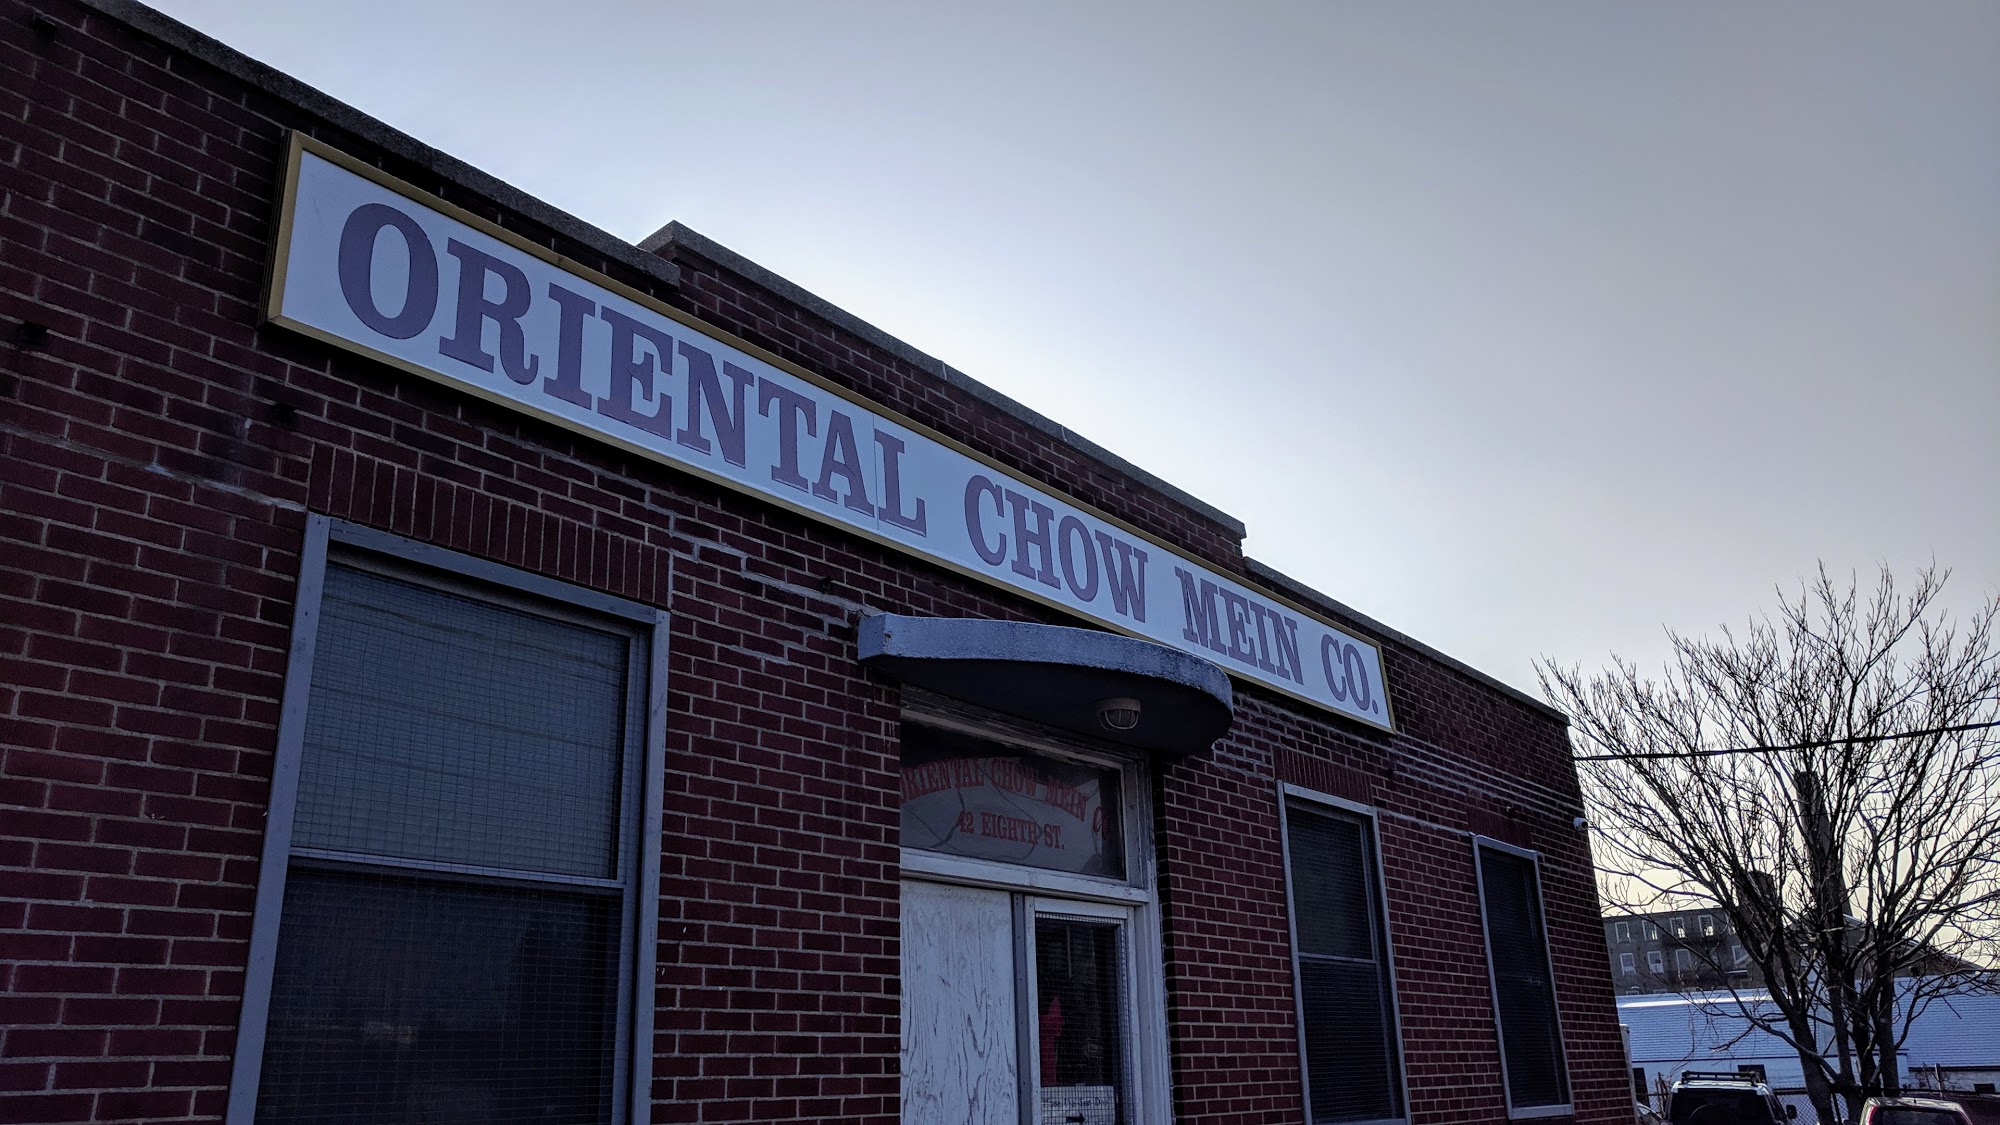 ORIENTAL CHOW MEIN CO.
ORIENTAL CHOW MEIN CO
42 EIGHTH ST.